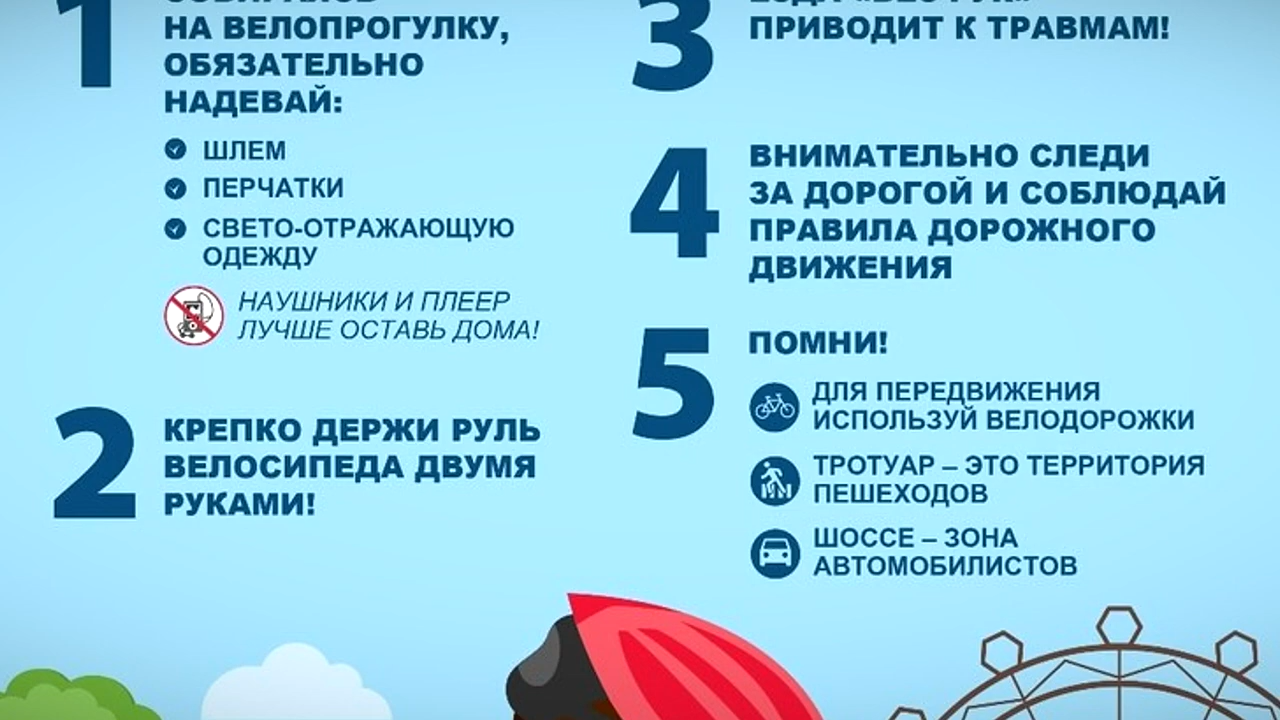 1
НА ВЕЛОПРОГУЛКУ,
ОБЯЗАТЕЛЬНО
НАДЕВАЙ:
ШЛЕМ
ПЕРЧАТКИ
СВЕТО-ОТРАЖАЮЩУЮ
ОДЕЖДУ
НАУШНИКИ И ПЛЕЕР
ЛУЧШЕ ОСТАВЬ ДОМА!
2
КРЕПКО ДЕРЖИ РУЛЬ
ВЕЛОСИПЕДА ДВУМЯ
РУКАМИ!
3
ПРИВОДИТ К ТРАВМАМ!
4
ВНИМАТЕЛЬНО СЛЕДИ
ЗА ДОРОГОЙ И СОБЛЮДАЙ
ПРАВИЛА ДОРОЖНОГО
ДВИЖЕНИЯ
5
ПОМНИ!
ДЛЯ ПЕРЕДВИЖЕНИЯ
ИСПОЛЬЗУЙ ВЕЛОДОРОЖКИ
ТРОТУАР – ЭТО ТЕРРИТОРИЯ
ПЕШЕХОДОВ
ШОССЕ – ЗОНА
АВТОМОБИЛИСТОВ